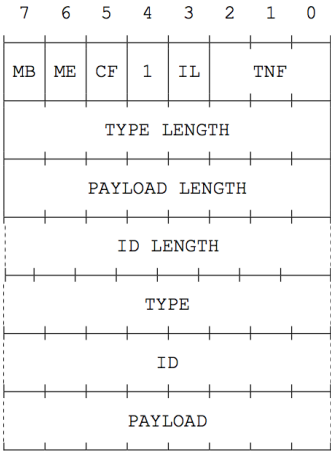 7 6 5 4 3 2 1 0
MB ME CF 1 IL TNF
TYPE LENGTH
PAYLOAD LENGTH
ID LENGTH
TYPE
ID
PAYLOAD